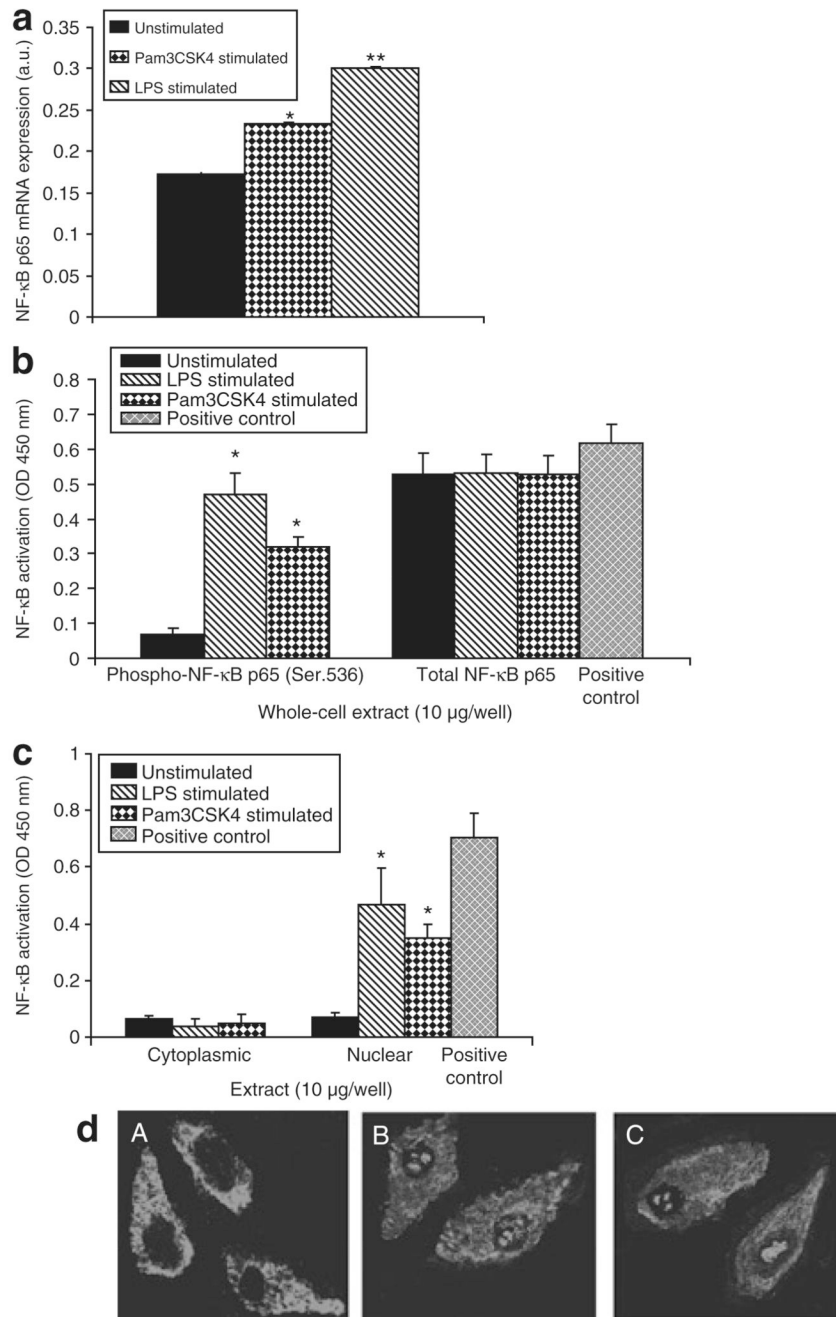 a
NF-κB p65 mRNA expression (a.u.)
0.35
0.3
0.25
0.2
0.15
0.1
0.05
0
Unstimulated
Pam3CSK4 stimulated
LPS stimulated
*
**
b
NF-κB activation (OD 450 nm)
0.8
0.7
0.6
0.5
0.4
0.3
0.2
0.1
0
Unstimulated
LPS stimulated
Pam3CSK4 stimulated
Positive control
*
*
Phospho-NF-κB p65 (Ser.536)
Total NF-κB p65
Positive
control
Whole-cell extract (10 µg/well)
c
NF-κB activation (OD 450 nm)
1
0.8
0.6
0.4
0.2
0
Unstimulated
LPS stimulated
Pam3CSK4 stimulated
Positive control
*
*
Cytoplasmic
Nuclear
Positive
control
Extract (10 µg/well)
d
A
B
C